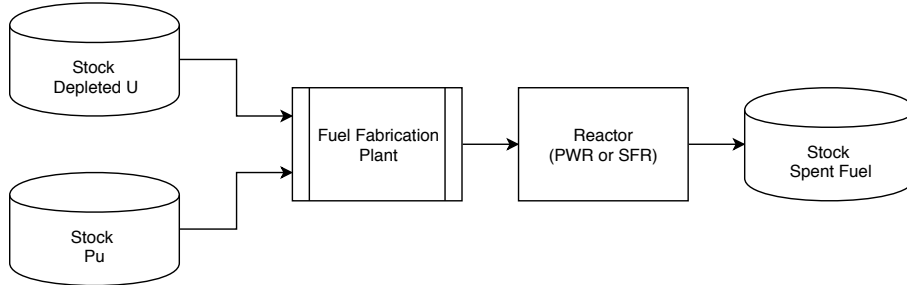 Stock
Depleted U
Fuel Fabrication
Plant
Reactor
(PWR or SFR)
Stock
Spent Fuel
Stock
Pu